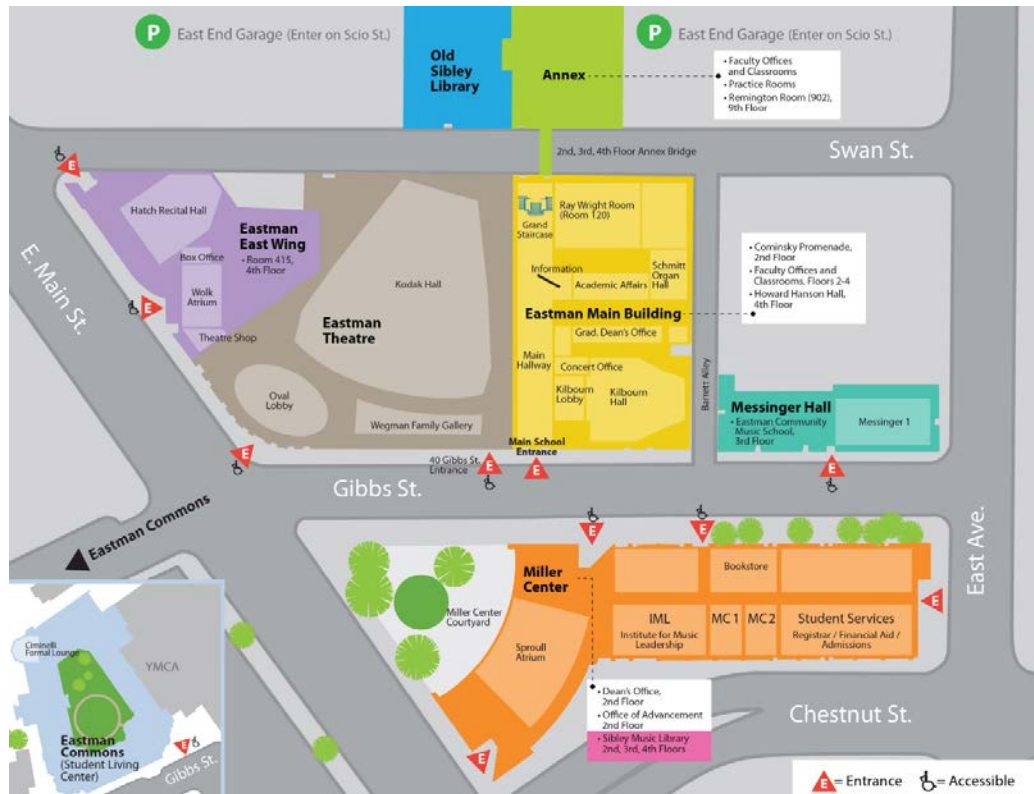 P East End Garage (Enter on Scio St.)
Old
Sibley
Library
Annex
P East End Garage (Enter on Scio St.)
• Faculty Offices
and Classrooms
• Practice Rooms
• Remington Room (902),
9th Floor
2nd, 3rd, 4th Floor Annex Bridge
Swan St.
E
Hatch Recital Hall
Eastman
East Wing
• Room 415,
4th Floor
Box Office
Wolk
Atrium
Theatre Shop
E
E. Main St.
Kodak Hall
Eastman
Theatre
Oval
Lobby
Wegman Family Gallery
Grand
Staircase
Ray Wright Room
(Room 120)
Information
Academic Affairs
Schmitt
Organ
Hall
Eastman Main Building
Grad. Dean's Office
Main
Hallway
Concert Office
Kilbourn
Lobby
Kilbourn
Hall
Barrett Alley
• Cominsky Promenade,
2nd Floor
• Faculty Offices and
Classrooms. Floors 2-4
• Howard Hanson Hall,
4th Floor
Messinger Hall
• Eastman Community
Music School,
3rd Floor
Messinger 1
Main School
Entrance
40 Gibbs St.
Entrance
E
E
E
E
Gibbs St.
East Ave.
Eastman Commons
E
E
Miller
Center
Miller Center
Courtyard
Sproull
Atrium
Bookstore
IML
Institute for Music
Leadership
MC 1
MC 2
Student Services
Registrar / Financial Aid /
Admissions
E
• Dean's Office,
2nd Floor
• Office of Advancement
2nd Floor
• Sibley Music Library
2nd, 3rd, 4th Floors
E
Chestnut St.
Ciminelli
Formal Lounge
YMCA
Eastman
Commons
(Student Living
Center)
E
Gibbs St.
E = Entrance
= Accessible